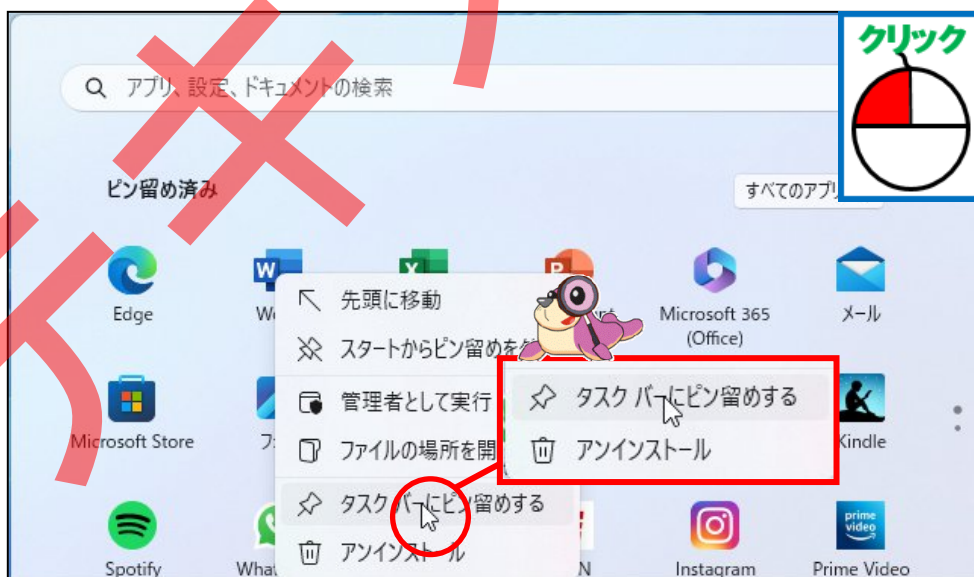 クリック
アプリ、設定、ドキュメントの検索
ピン留め済み
すべてのアプリ
Edge
Microsoft 365
(Office)
メール
先頭に移動
スタートからピン留めを
管理者として実行
ファイルの場所を開
タスク バーにピン留めする
アンインストール
タスク バーにピン留めする
アンインストール
Microsoft Store
Kindle
prime
video
Spotify
Instagram
Prime Video